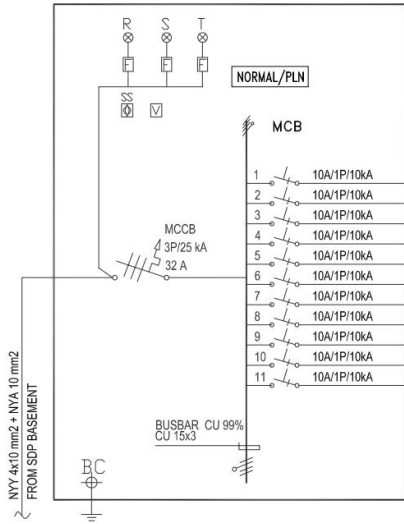 R S T
F F F
NORMAL/PLN
SS
V
MCB
1 10A/1P/10kA
2 10A/1P/10kA
3 10A/1P/10kA
4 10A/1P/10kA
5 10A/1P/10kA
6 10A/1P/10kA
7 10A/1P/10kA
8 10A/1P/10kA
9 10A/1P/10kA
10 10A/1P/10kA
11 10A/1P/10kA
MCCB
3P/25 kA
32 A
BUSBAR CU 99%
CU 15x3
BC
NYY 4x10 mm2 + NYA 10 mm2
FROM SDP BASEMENT